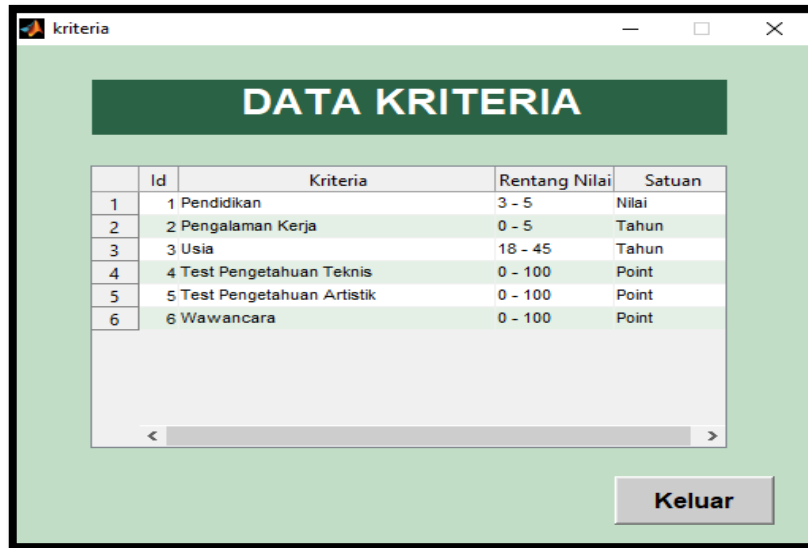 kriteria
DATA KRITERIA
Id Kriteria Rentang Nilai Satuan
1 1 Pendidikan 3 - 5 Nilai
2 2 Pengalaman Kerja 0 - 5 Tahun
3 3 Usia 18 - 45 Tahun
4 4 Test Pengetahuan Teknis 0 - 100 Point
5 5 Test Pengetahuan Artistik 0 - 100 Point
6 6 Wawancara 0 - 100 Point
Keluar